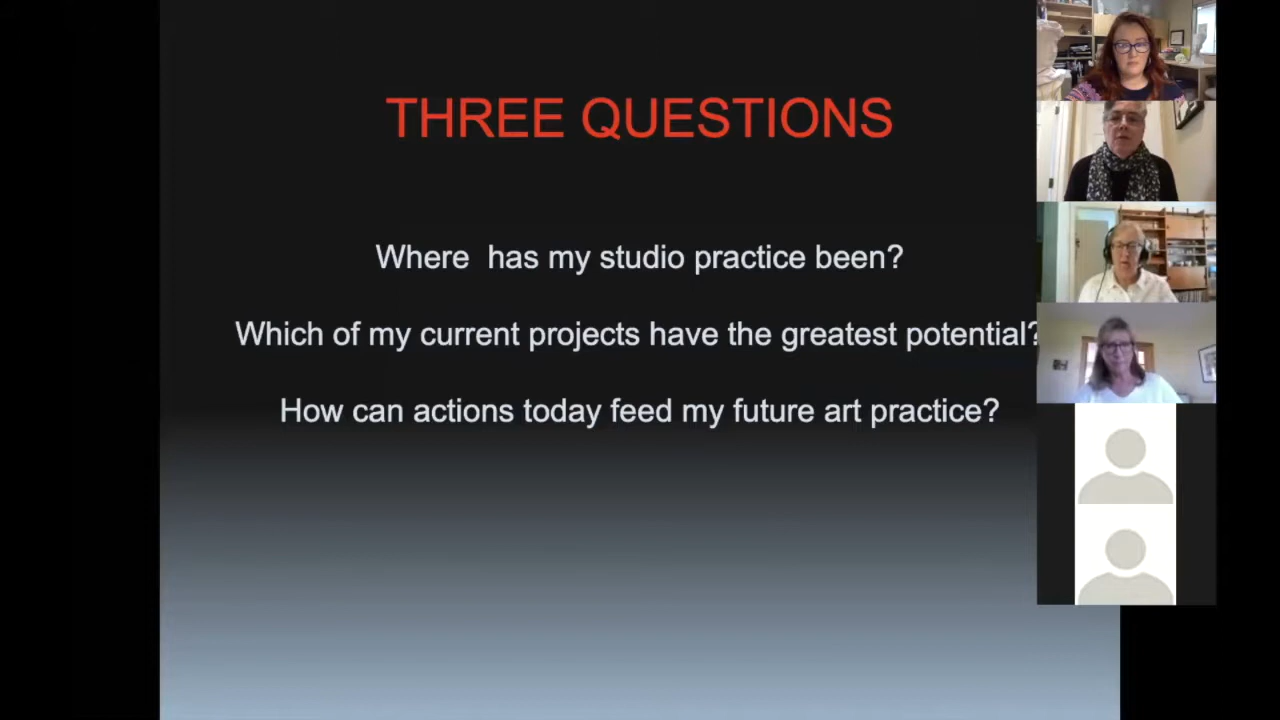 THREE QUESTIONS
Where has my studio practice been?
Which of my current projects have the greatest potential?
How can actions today feed my future art practice?